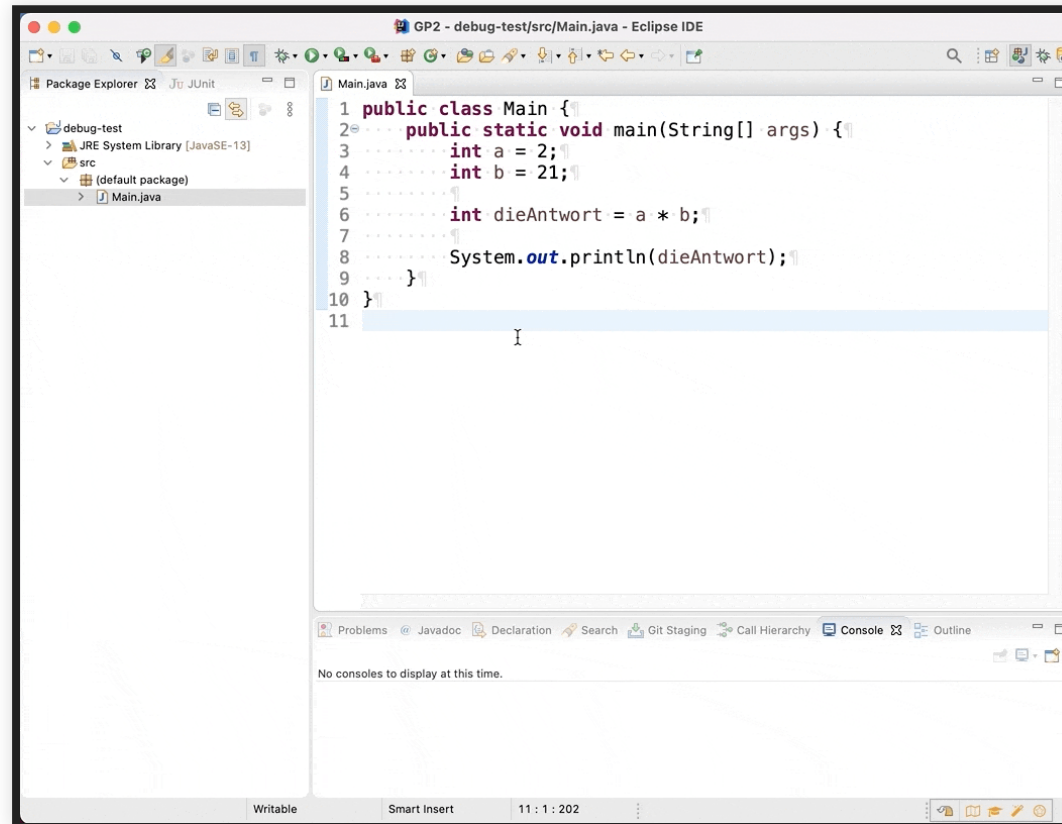 GP2 - debug-test/src/Main.java - Eclipse IDE
Package Explorer
Ju JUnit
debug-test
JRE System Library [JavaSE-13]
src
(default package)
Main.java
Main.java
1 public class Main {
2 public static void main(String[] args) {
3 int a = 2;
4 int b = 21;
5
6 int dieAntwort = a * b;
7
8 System.out.println(dieAntwort);
9 }
10 }
11
Problems @ Javadoc Declaration Search Git Staging Call Hierarchy Console Outline
No consoles to display at this time.
Writable Smart Insert 11 : 1 : 202